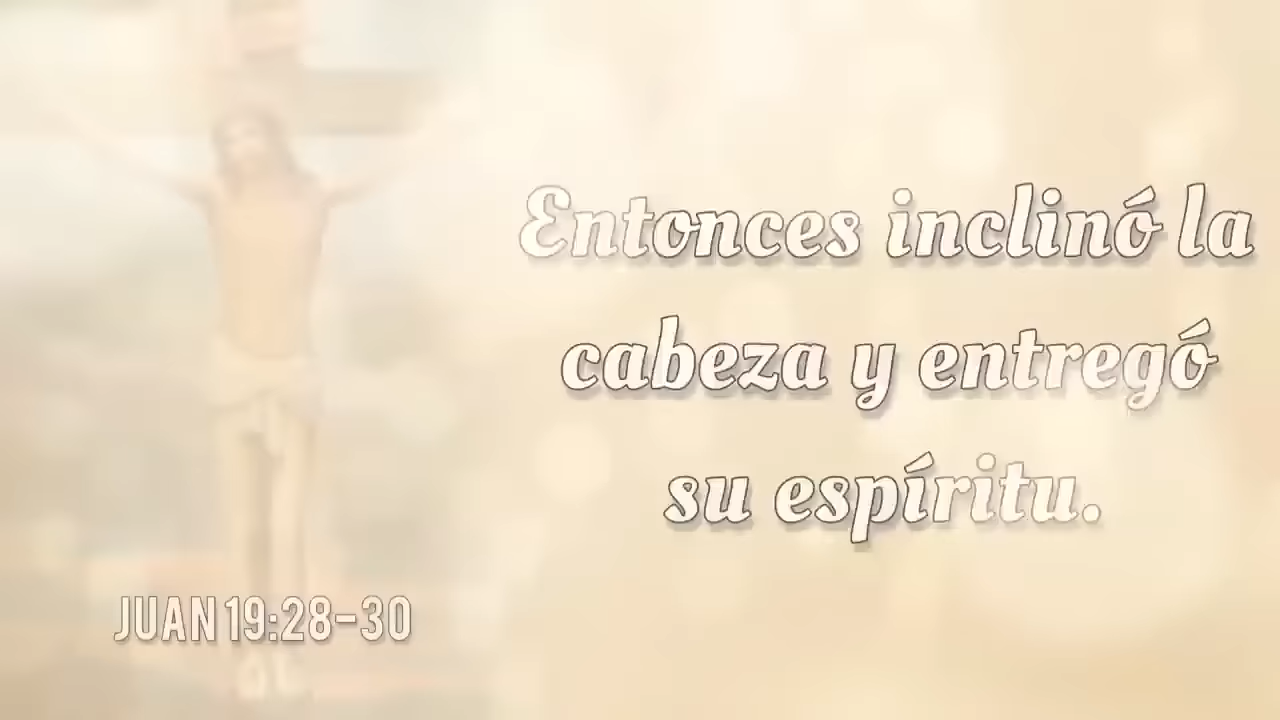 Entonces inclinó la
cabeza y entregó
su espíritu.
JUAN 19:28-30